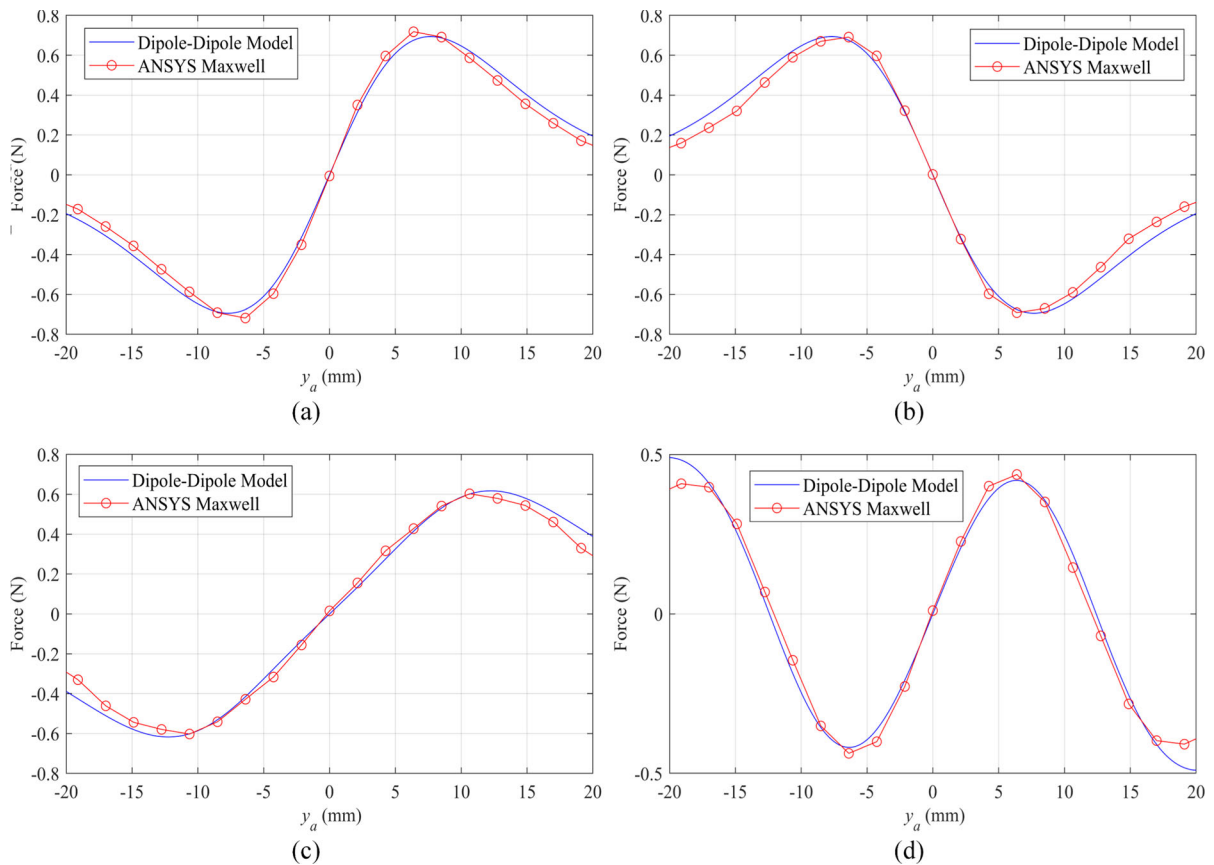 0.8
0.6
0.4
0.2
0
-0.2
-0.4
-0.6
-0.8
Force (N)
Dipole-Dipole Model
ANSYS Maxwell
-20 -15 -10 -5 0 5 10 15 20
y_a (mm)
(a)
0.8
0.6
0.4
0.2
0
-0.2
-0.4
-0.6
-0.8
Force (N)
Dipole-Dipole Model
ANSYS Maxwell
-20 -15 -10 -5 0 5 10 15 20
y_a (mm)
(b)
0.8
0.6
0.4
0.2
0
-0.2
-0.4
-0.6
-0.8
Force (N)
Dipole-Dipole Model
ANSYS Maxwell
-20 -15 -10 -5 0 5 10 15 20
y_a (mm)
(c)
0.5
0
-0.5
Force (N)
Dipole-Dipole Model
ANSYS Maxwell
-20 -15 -10 -5 0 5 10 15 20
y_a (mm)
(d)